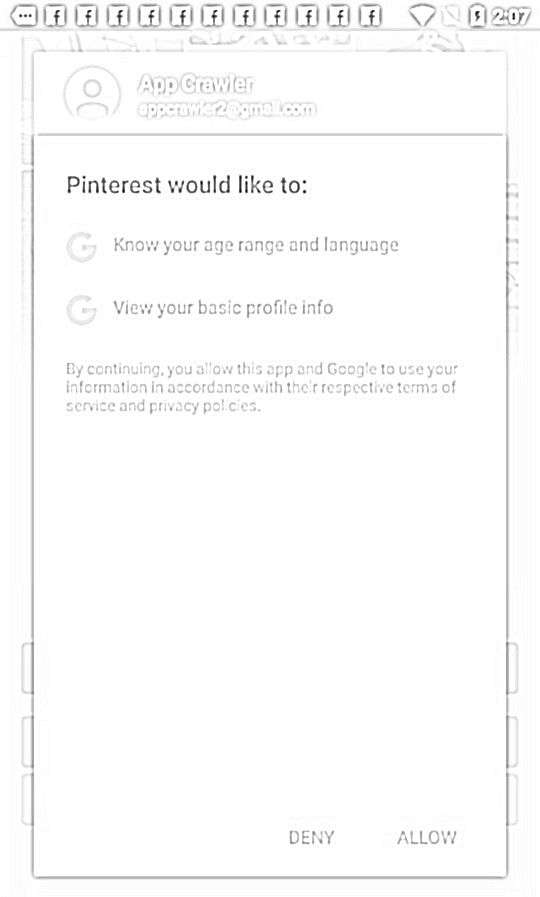 2:07
App Crawler
appcrawler2@gmail.com
Pinterest would like to:
Know your age range and language
View your basic profile info
By continuing, you allow this app and Google to use your
information in accordance with their respective terms of
service and privacy policies.
DENY ALLOW